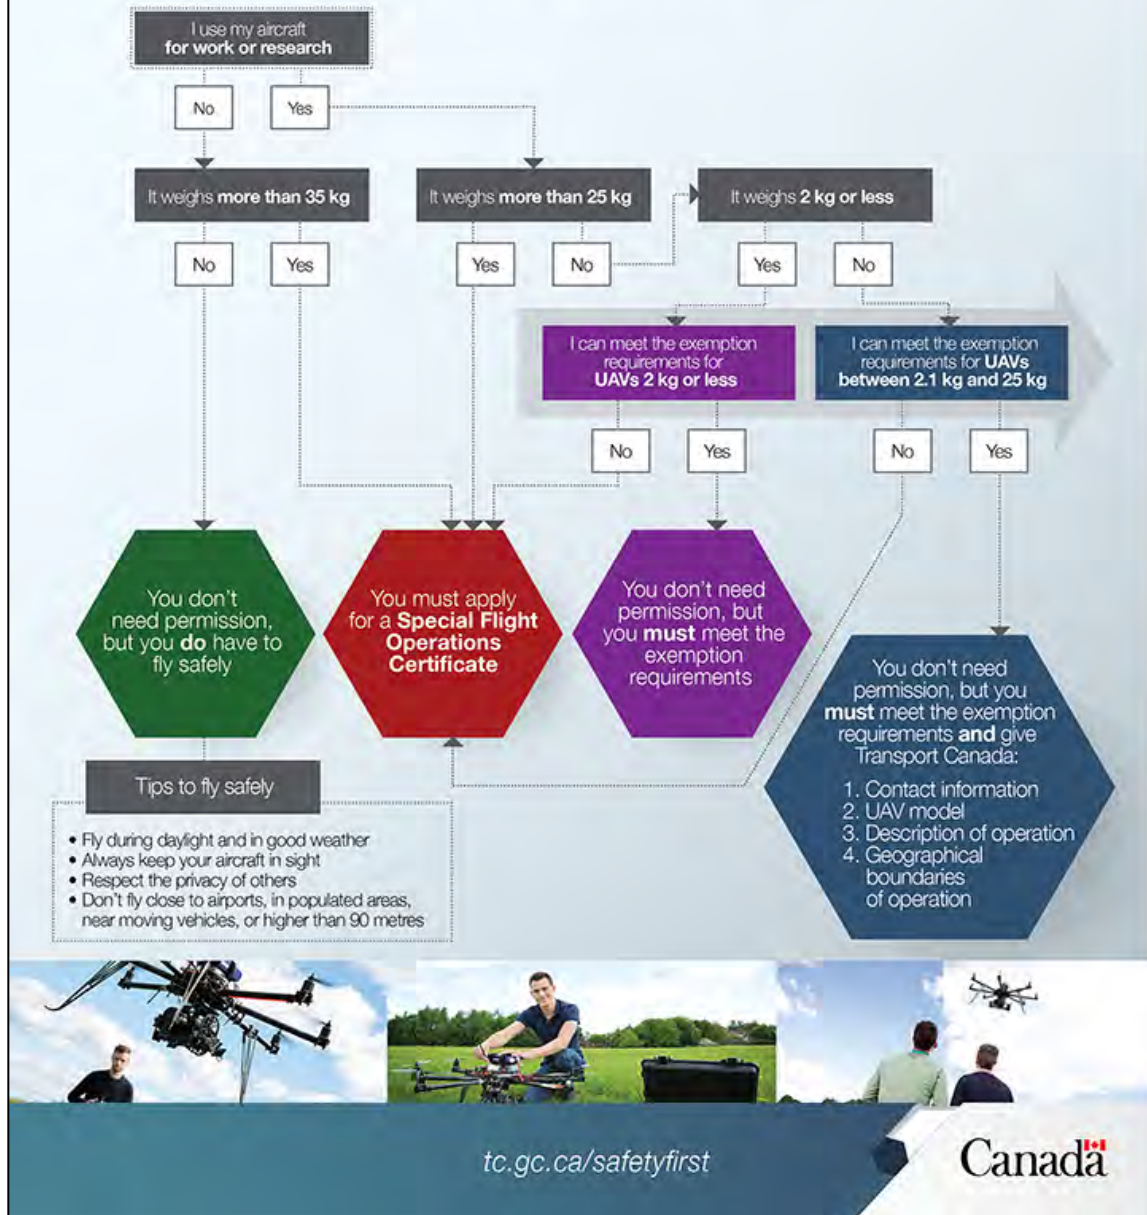 I use my aircraft
for work or research
No
Yes
It weighs more than 35 kg
It weighs more than 25 kg
It weighs 2 kg or less
No
Yes
Yes
No
Yes
No
I can meet the exemption
requirements for
UAVs 2 kg or less
I can meet the exemption
requirements for UAVs
between 2.1 kg and 25 kg
No
Yes
No
Yes
You don't
need permission,
but you do have to
fly safely
You must apply
for a Special Flight
Operations
Certificate
You don't need
permission, but
you must meet the
exemption
requirements
You don't need
permission, but you
must meet the exemption
requirements and give
Transport Canada:
1. Contact information
2. UAV model
3. Description of operation
4. Geographical
boundaries
of operation
Tips to fly safely
• Fly during daylight and in good weather
• Always keep your aircraft in sight
• Respect the privacy of others
• Don't fly close to airports, in populated areas,
near moving vehicles, or higher than 90 metres
tc.gc.ca/safetyfirst
Canada